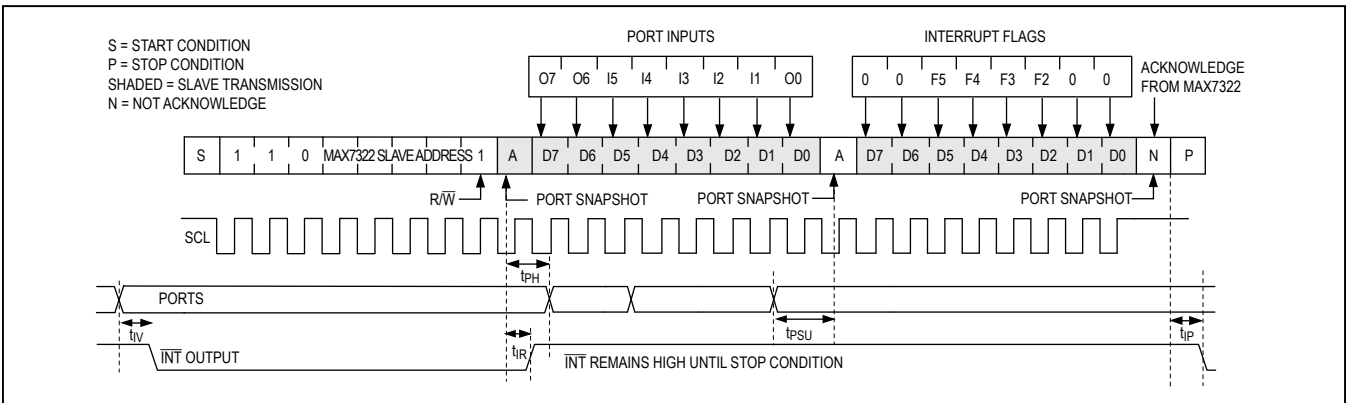 S = START CONDITION
P = STOP CONDITION
SHADED = SLAVE TRANSMISSION
N = NOT ACKNOWLEDGE
PORT INPUTS
INTERRUPT FLAGS
O7 O6 I5 I4 I3 I2 I1 O0
0 0 F5 F4 F3 F2 0 0
ACKNOWLEDGE
FROM MAX7322
S 1 1 0 MAX7322 SLAVE ADDRESS 1 A D7 D6 D5 D4 D3 D2 D1 D0 A D7 D6 D5 D4 D3 D2 D1 D0 N P
R/W̅ PORT SNAPSHOT PORT SNAPSHOT PORT SNAPSHOT
SCL
tPH
PORTS
tIV
tIR
tPSU
tIP
I̅N̅T̅ OUTPUT
I̅N̅T̅ REMAINS HIGH UNTIL STOP CONDITION